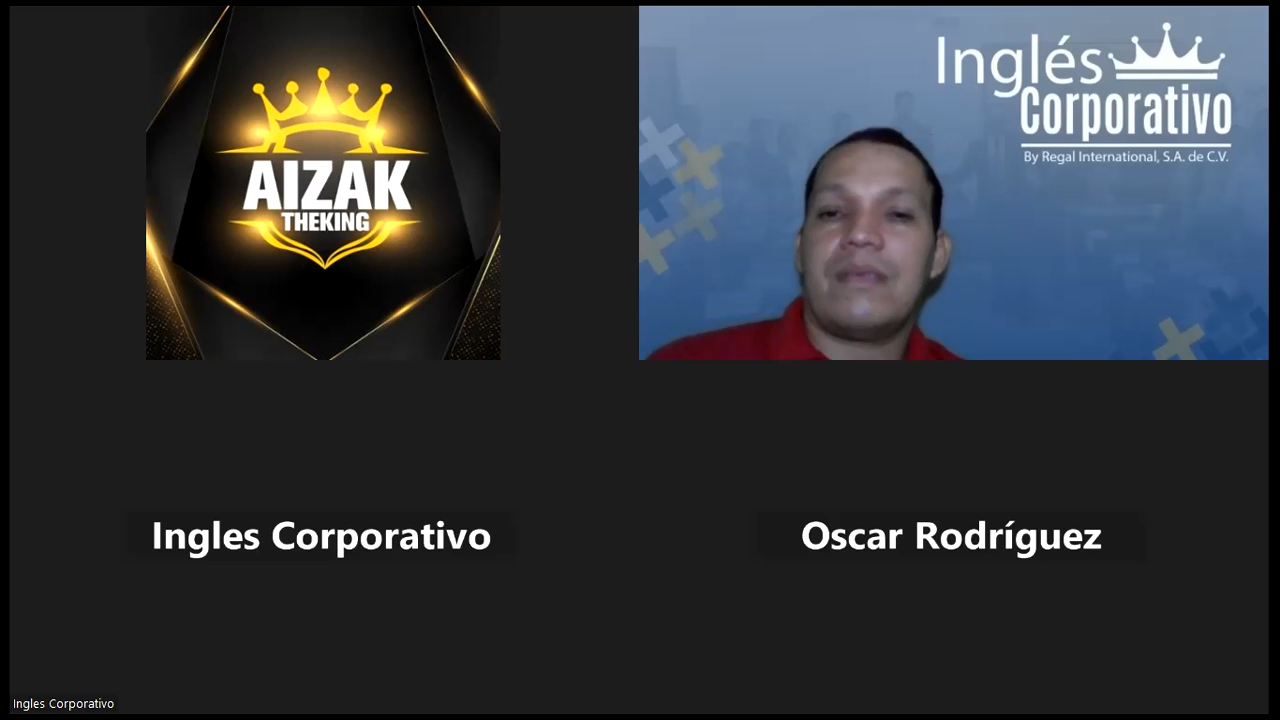 AIZAK
THEKING
Inglés
Corporativo
By Regal International, S.A. de C.V.
Ingles Corporativo
Oscar Rodríguez
Ingles Corporativo